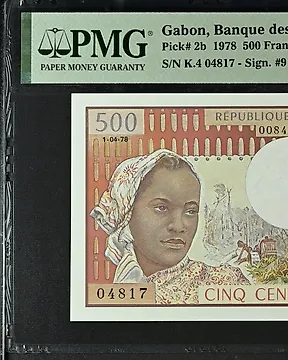 PMG
PAPER MONEY GUARANTY
Gabon, Banque des
Pick# 2b 1978 500 Fran
S/N K.4 04817 - Sign. #9
500
1-04-78
RÉPUBLIQUE
0084
04817
CINQ CEN